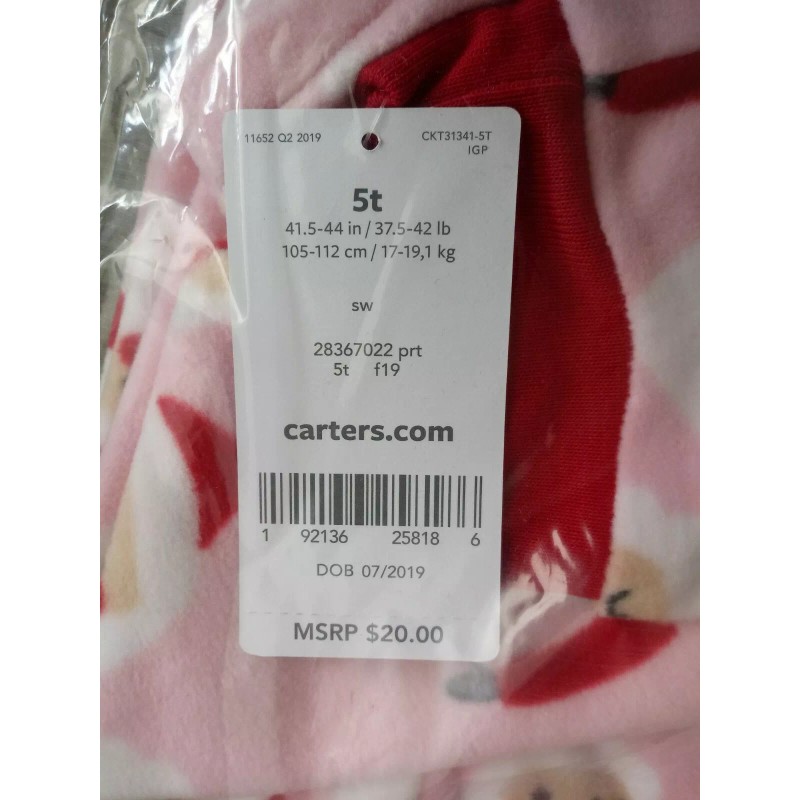 11652 Q2 2019 CKT31341-5T
IGP
5t
41.5-44 in / 37.5-42 lb
105-112 cm / 17-19,1 kg
sw
28367022 prt
5t f19
carters.com
1 92136 25818 6
DOB 07/2019
MSRP $20.00